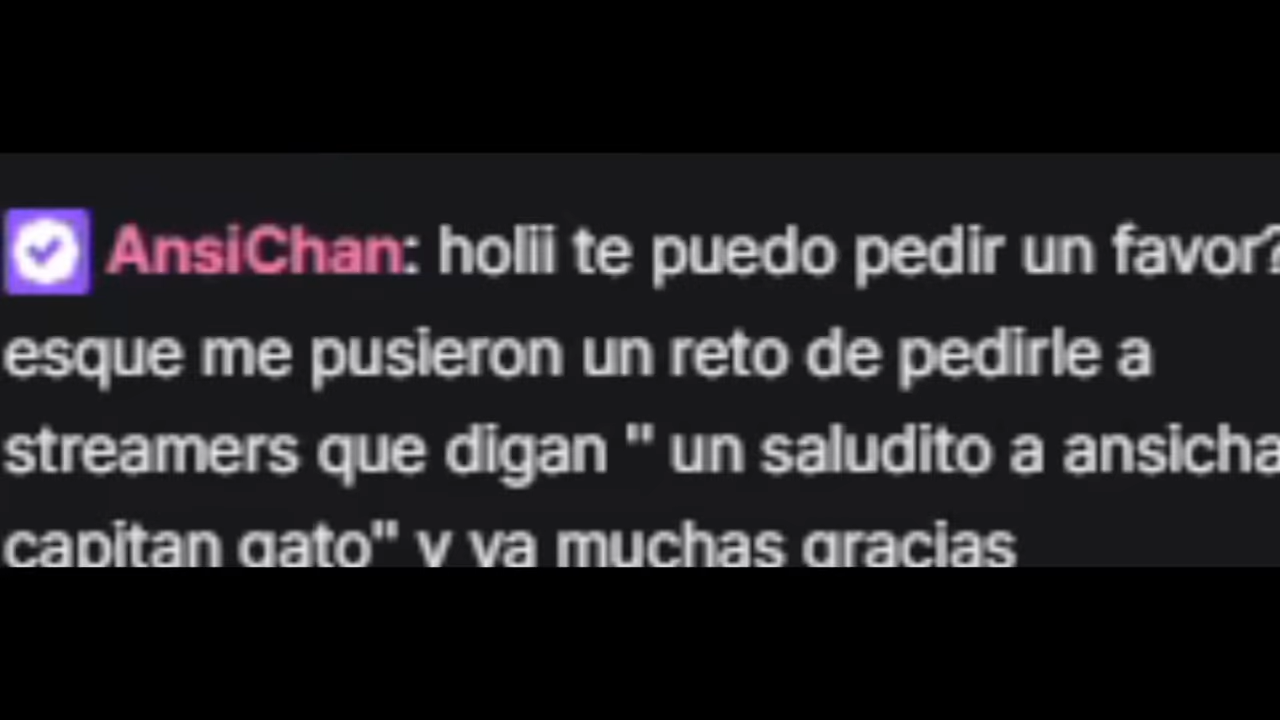 AnsiChan: holii te puedo pedir un favor?
esque me pusieron un reto de pedirle a
streamers que digan " un saludito a ansicha
capitan gato" y ya muchas gracias